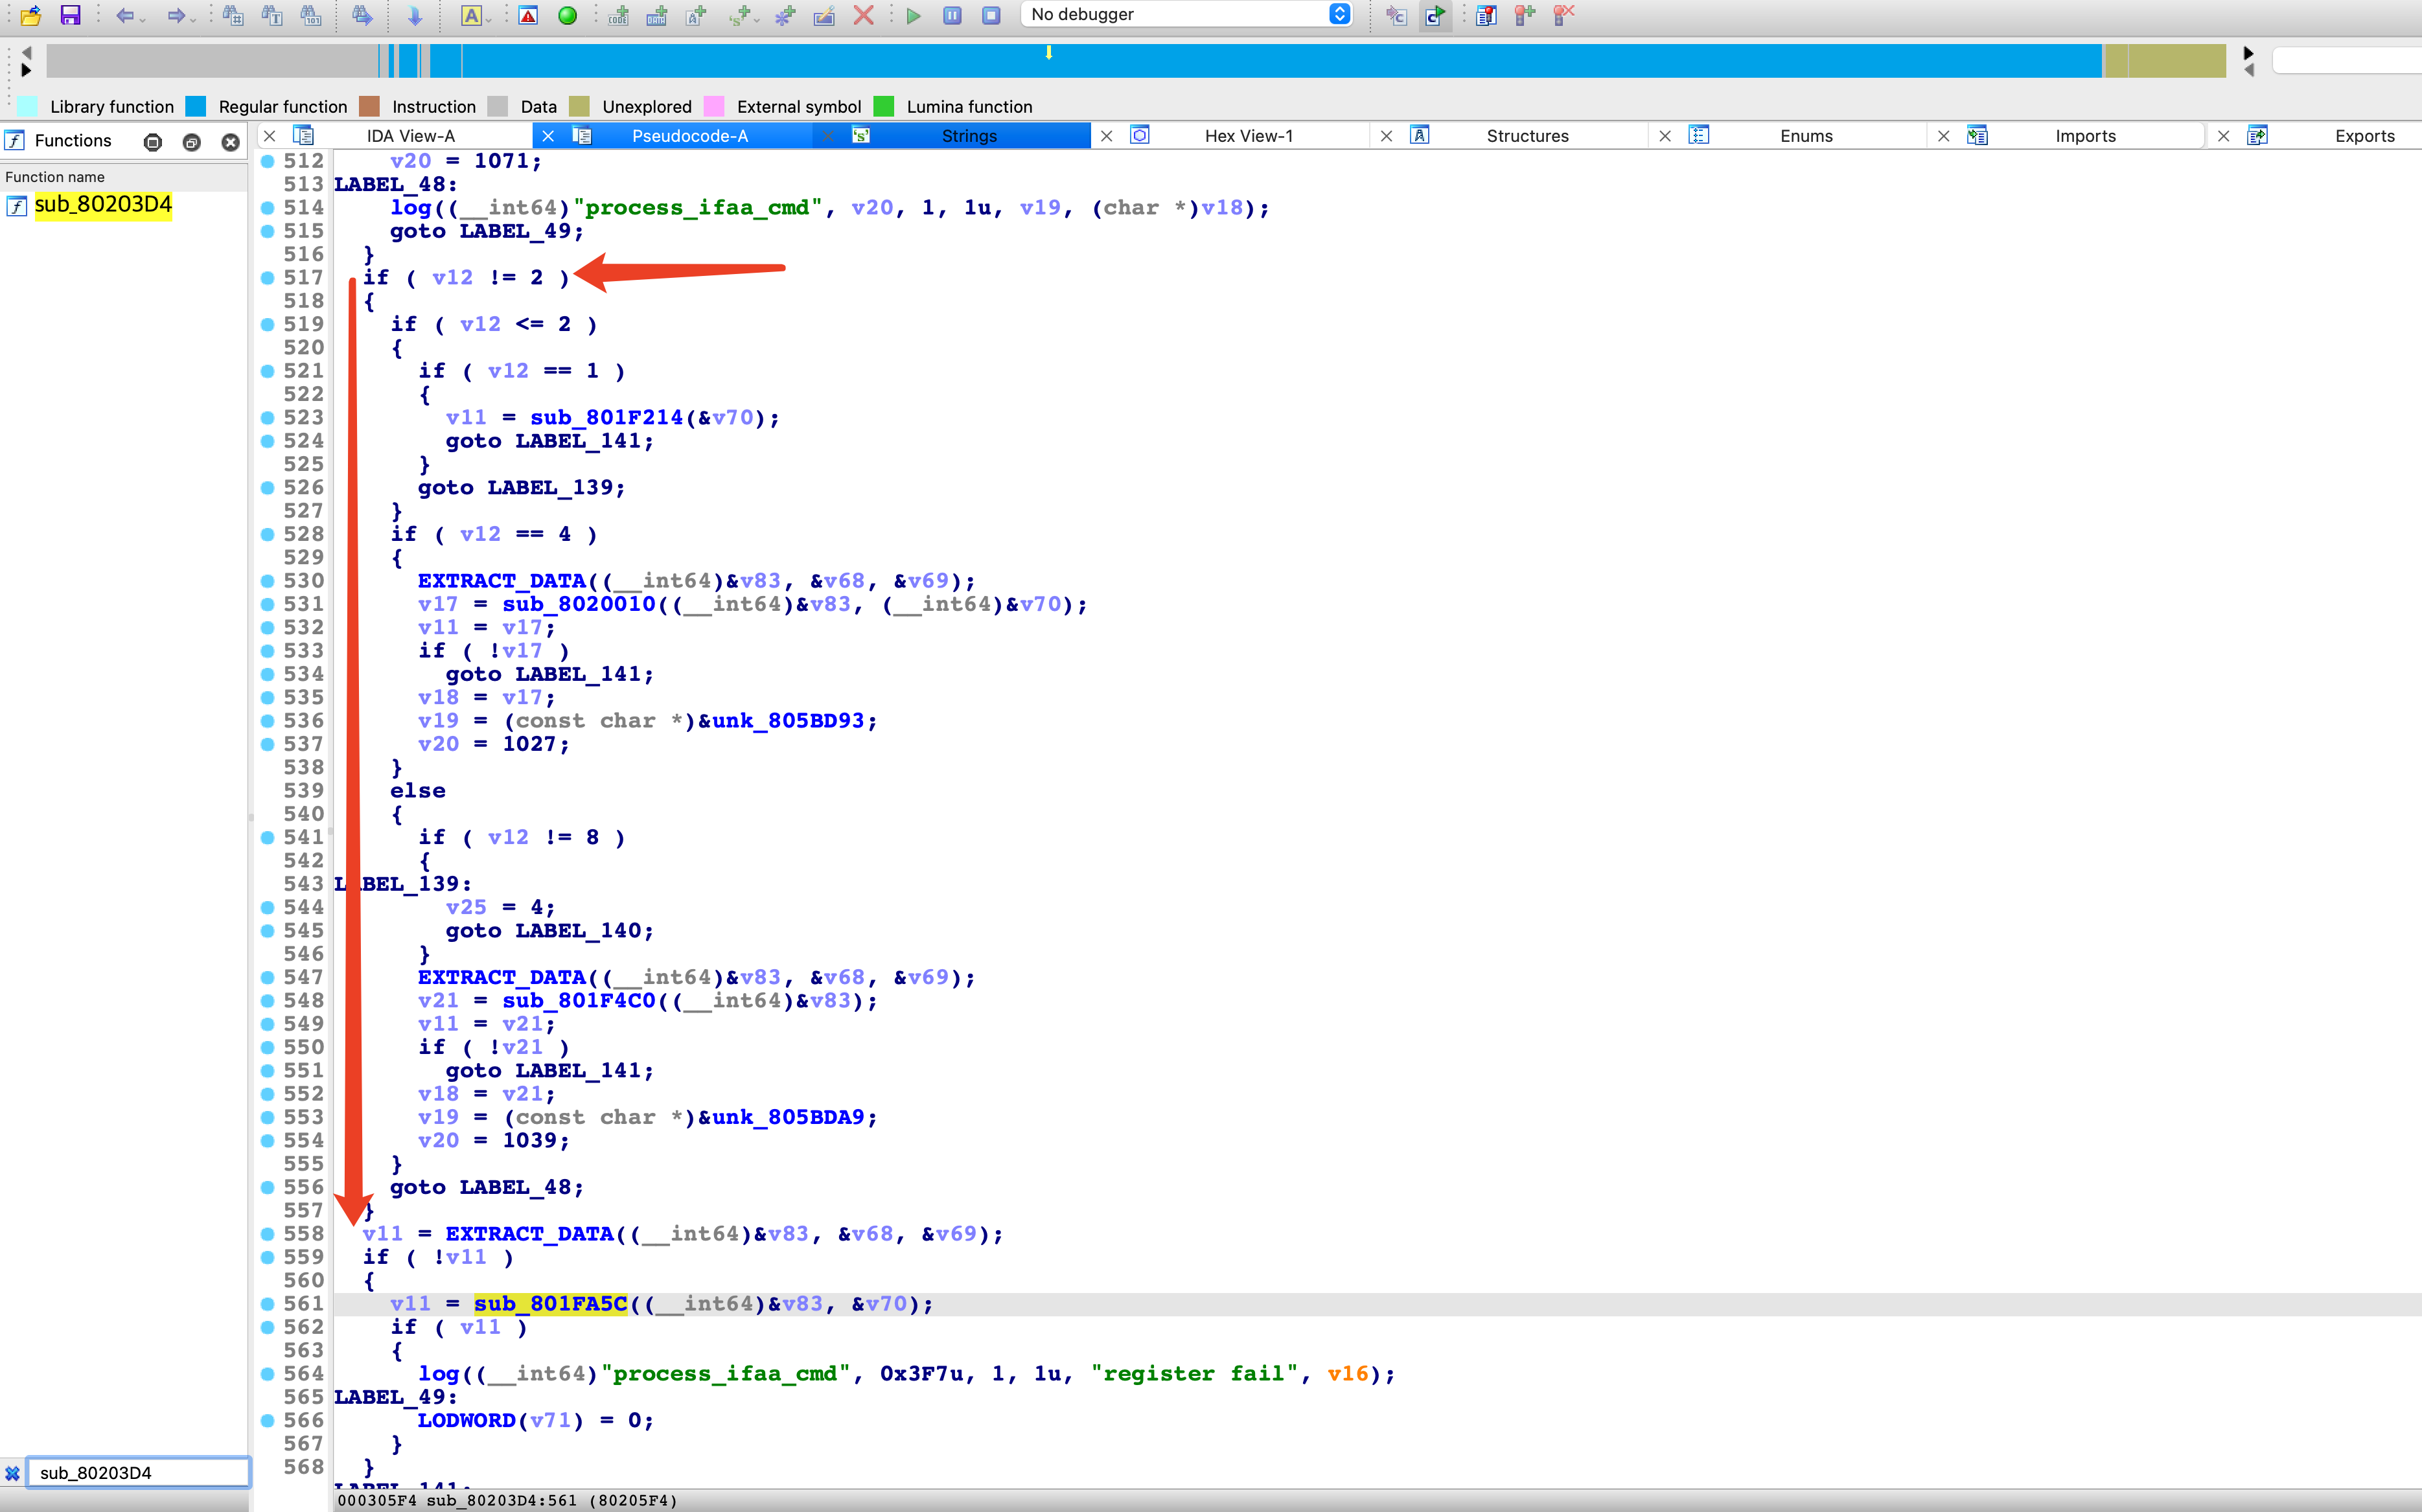 No debugger
Library function Regular function Instruction Data Unexplored External symbol Lumina function
Functions
IDA View-A Pseudocode-A Strings Hex View-1 Structures Enums Imports Exports
Function name
sub_80203D4
512 v20 = 1071;
513 LABEL_48:
514 log((__int64)"process_ifaa_cmd", v20, 1, 1u, v19, (char *)v18);
515 goto LABEL_49;
516 }
517 if ( v12 != 2 )
518 {
519 if ( v12 <= 2 )
520 {
521 if ( v12 == 1 )
522 {
523 v11 = sub_801F214(&v70);
524 goto LABEL_141;
525 }
526 goto LABEL_139;
527 }
528 if ( v12 == 4 )
529 {
530 EXTRACT_DATA((__int64)&v83, &v68, &v69);
531 v17 = sub_8020010((__int64)&v83, (__int64)&v70);
532 v11 = v17;
533 if ( !v17 )
534 goto LABEL_141;
535 v18 = v17;
536 v19 = (const char *)&unk_805BD93;
537 v20 = 1027;
538 }
539 else
540 {
541 if ( v12 != 8 )
542 {
543 LABEL_139:
544 v25 = 4;
545 goto LABEL_140;
546 }
547 EXTRACT_DATA((__int64)&v83, &v68, &v69);
548 v21 = sub_801F4C0((__int64)&v83);
549 v11 = v21;
550 if ( !v21 )
551 goto LABEL_141;
552 v18 = v21;
553 v19 = (const char *)&unk_805BDA9;
554 v20 = 1039;
555 }
556 goto LABEL_48;
557 }
558 v11 = EXTRACT_DATA((__int64)&v83, &v68, &v69);
559 if ( !v11 )
560 {
561 v11 = sub_801FA5C((__int64)&v83, &v70);
562 if ( v11 )
563 {
564 log((__int64)"process_ifaa_cmd", 0x3F7u, 1, 1u, "register fail", v16);
565 LABEL_49:
566 LODWORD(v71) = 0;
567 }
568 }
LABEL_141:
sub_80203D4
000305F4 sub_80203D4:561 (80205F4)